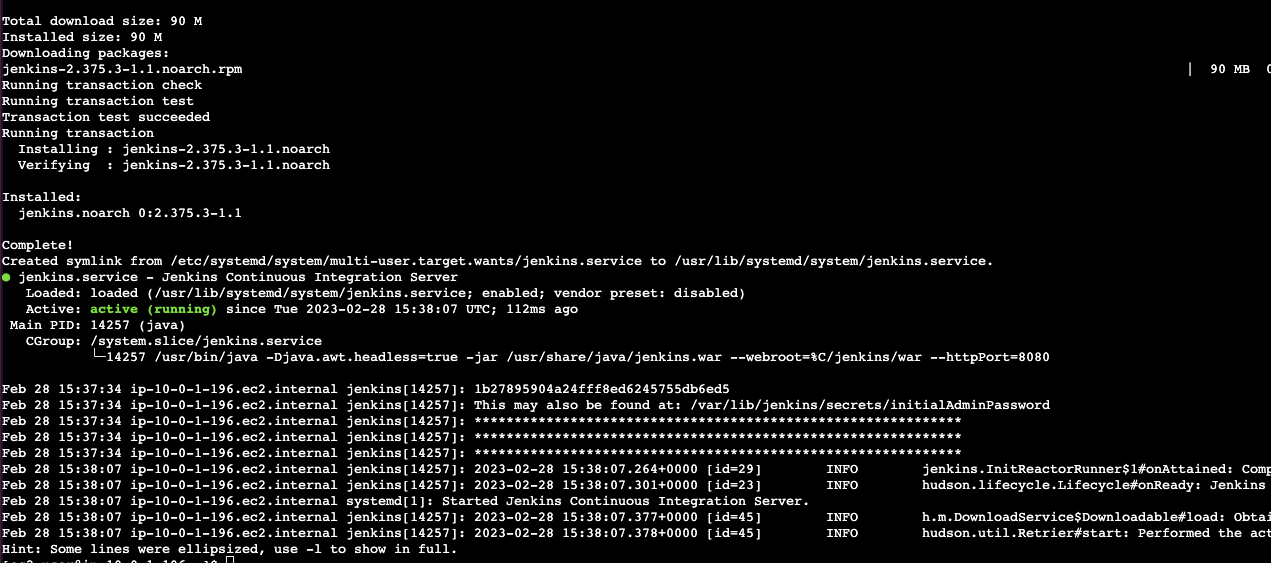 Total download size: 90 M
Installed size: 90 M
Downloading packages:
jenkins-2.375.3-1.1.noarch.rpm | 90 MB 0
Running transaction check
Running transaction test
Transaction test succeeded
Running transaction
  Installing : jenkins-2.375.3-1.1.noarch
  Verifying  : jenkins-2.375.3-1.1.noarch
Installed:
  jenkins.noarch 0:2.375.3-1.1
Complete!
Created symlink from /etc/systemd/system/multi-user.target.wants/jenkins.service to /usr/lib/systemd/system/jenkins.service.
● jenkins.service - Jenkins Continuous Integration Server
   Loaded: loaded (/usr/lib/systemd/system/jenkins.service; enabled; vendor preset: disabled)
   Active: active (running) since Tue 2023-02-28 15:38:07 UTC; 112ms ago
 Main PID: 14257 (java)
   CGroup: /system.slice/jenkins.service
           └─14257 /usr/bin/java -Djava.awt.headless=true -jar /usr/share/java/jenkins.war --webroot=%C/jenkins/war --httpPort=8080
Feb 28 15:37:34 ip-10-0-1-196.ec2.internal jenkins[14257]: 1b27895904a24fff8ed6245755db6ed5
Feb 28 15:37:34 ip-10-0-1-196.ec2.internal jenkins[14257]: This may also be found at: /var/lib/jenkins/secrets/initialAdminPassword
Feb 28 15:37:34 ip-10-0-1-196.ec2.internal jenkins[14257]: *************************************************************
Feb 28 15:37:34 ip-10-0-1-196.ec2.internal jenkins[14257]: *************************************************************
Feb 28 15:37:34 ip-10-0-1-196.ec2.internal jenkins[14257]: *************************************************************
Feb 28 15:38:07 ip-10-0-1-196.ec2.internal jenkins[14257]: 2023-02-28 15:38:07.264+0000 [id=29]        INFO        jenkins.InitReactorRunner$1#onAttained: Comp
Feb 28 15:38:07 ip-10-0-1-196.ec2.internal jenkins[14257]: 2023-02-28 15:38:07.301+0000 [id=23]        INFO        hudson.lifecycle.Lifecycle#onReady: Jenkins
Feb 28 15:38:07 ip-10-0-1-196.ec2.internal systemd[1]: Started Jenkins Continuous Integration Server.
Feb 28 15:38:07 ip-10-0-1-196.ec2.internal jenkins[14257]: 2023-02-28 15:38:07.377+0000 [id=45]        INFO        h.m.DownloadService$Downloadable#load: Obtai
Feb 28 15:38:07 ip-10-0-1-196.ec2.internal jenkins[14257]: 2023-02-28 15:38:07.378+0000 [id=45]        INFO        hudson.util.Retrier#start: Performed the act
Hint: Some lines were ellipsized, use -l to show in full.